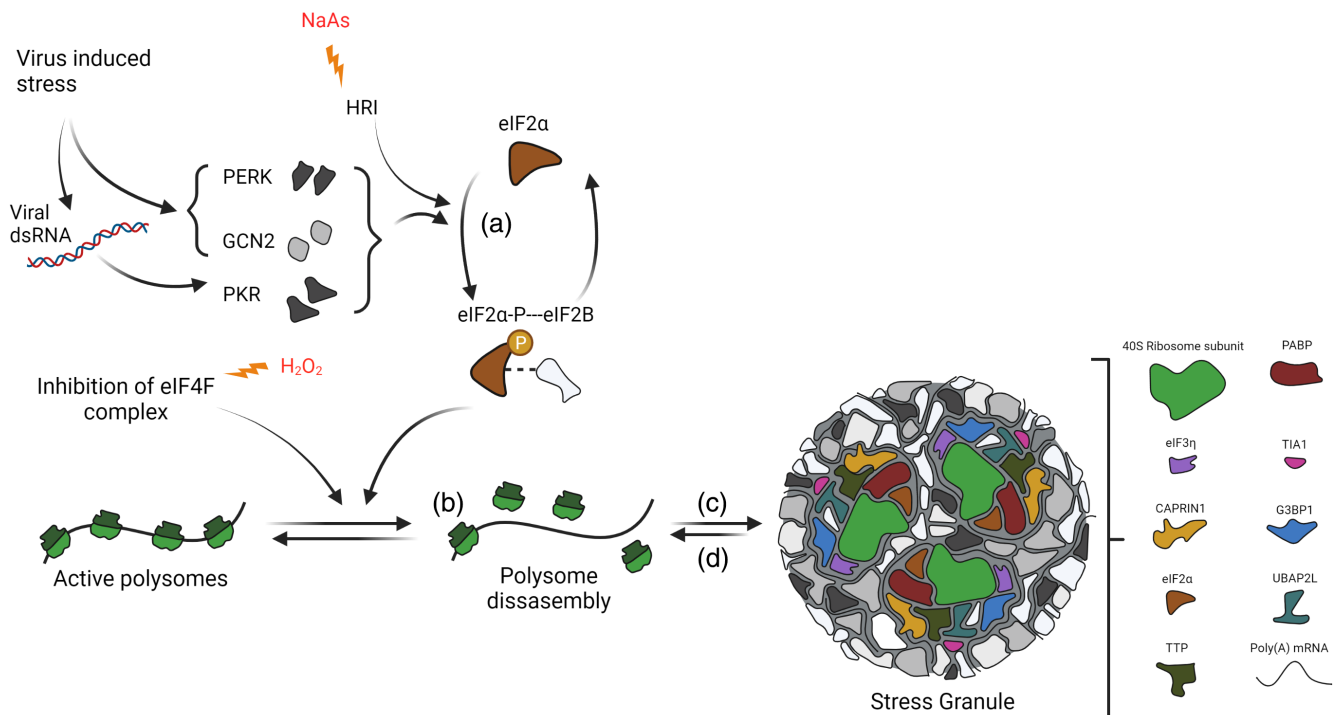 NaAs
Virus induced
stress
HRI
eIF2α
PERK
(a)
Viral
dsRNA
GCN2
PKR
eIF2α-P---eIF2B
P
H₂O₂
Inhibition of eIF4F
complex
40S Ribosome subunit
PABP
eIF3η
TIA1
(b)
(c)
(d)
CAPRIN1
G3BP1
Active polysomes
Polysome
dissasembly
eIF2α
UBAP2L
TTP
Poly(A) mRNA
Stress Granule